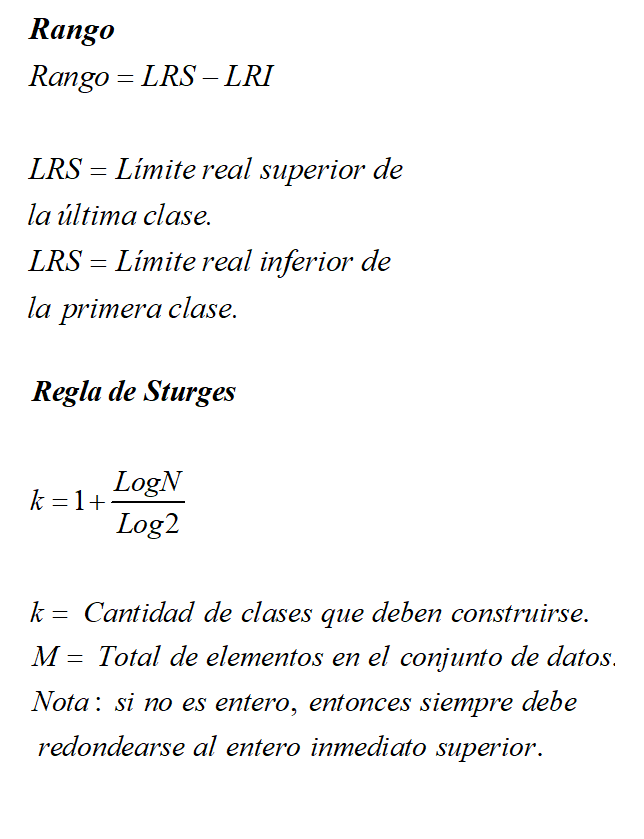 Rango
Rango = LRS – LRI
LRS = Límite real superior de
la última clase.
LRS = Límite real inferior de
la primera clase.
Regla de Sturges
k = 1 + LogN / Log2
k = Cantidad de clases que deben construirse.
M = Total de elementos en el conjunto de datos.
Nota : si no es entero, entonces siempre debe
redondearse al entero inmediato superior.